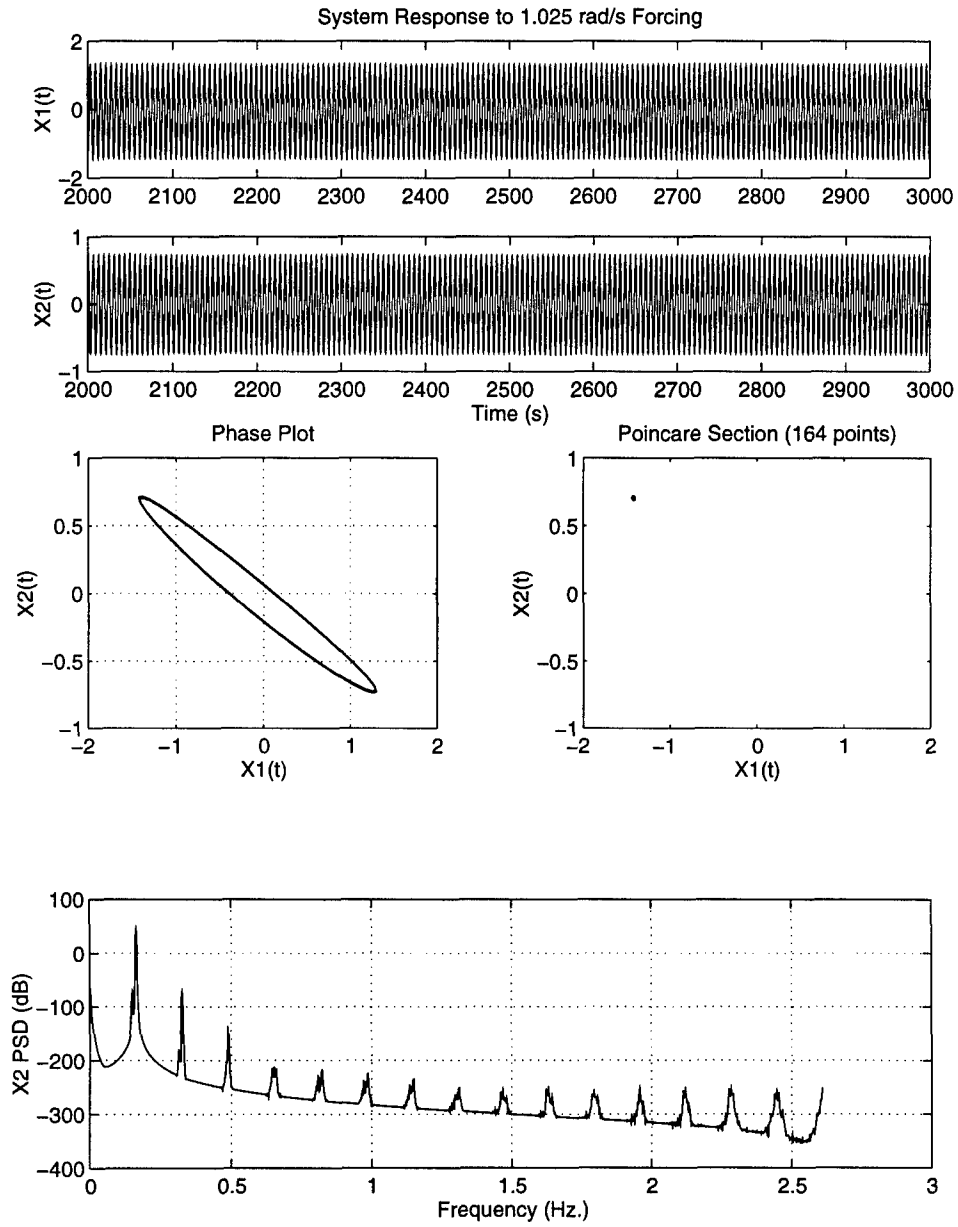 System Response to 1.025 rad/s Forcing
X1(t)
2
0
−2
2000 2100 2200 2300 2400 2500 2600 2700 2800 2900 3000
X2(t)
1
0
−1
2000 2100 2200 2300 2400 2500 2600 2700 2800 2900 3000
Time (s)
Phase Plot
X2(t)
1
0.5
0
−0.5
−1
−2 −1 0 1 2
X1(t)
Poincare Section (164 points)
X2(t)
1
0.5
0
−0.5
−1
−2 −1 0 1 2
X1(t)
X2 PSD (dB)
100
0
−100
−200
−300
−400
0 0.5 1 1.5 2 2.5 3
Frequency (Hz.)